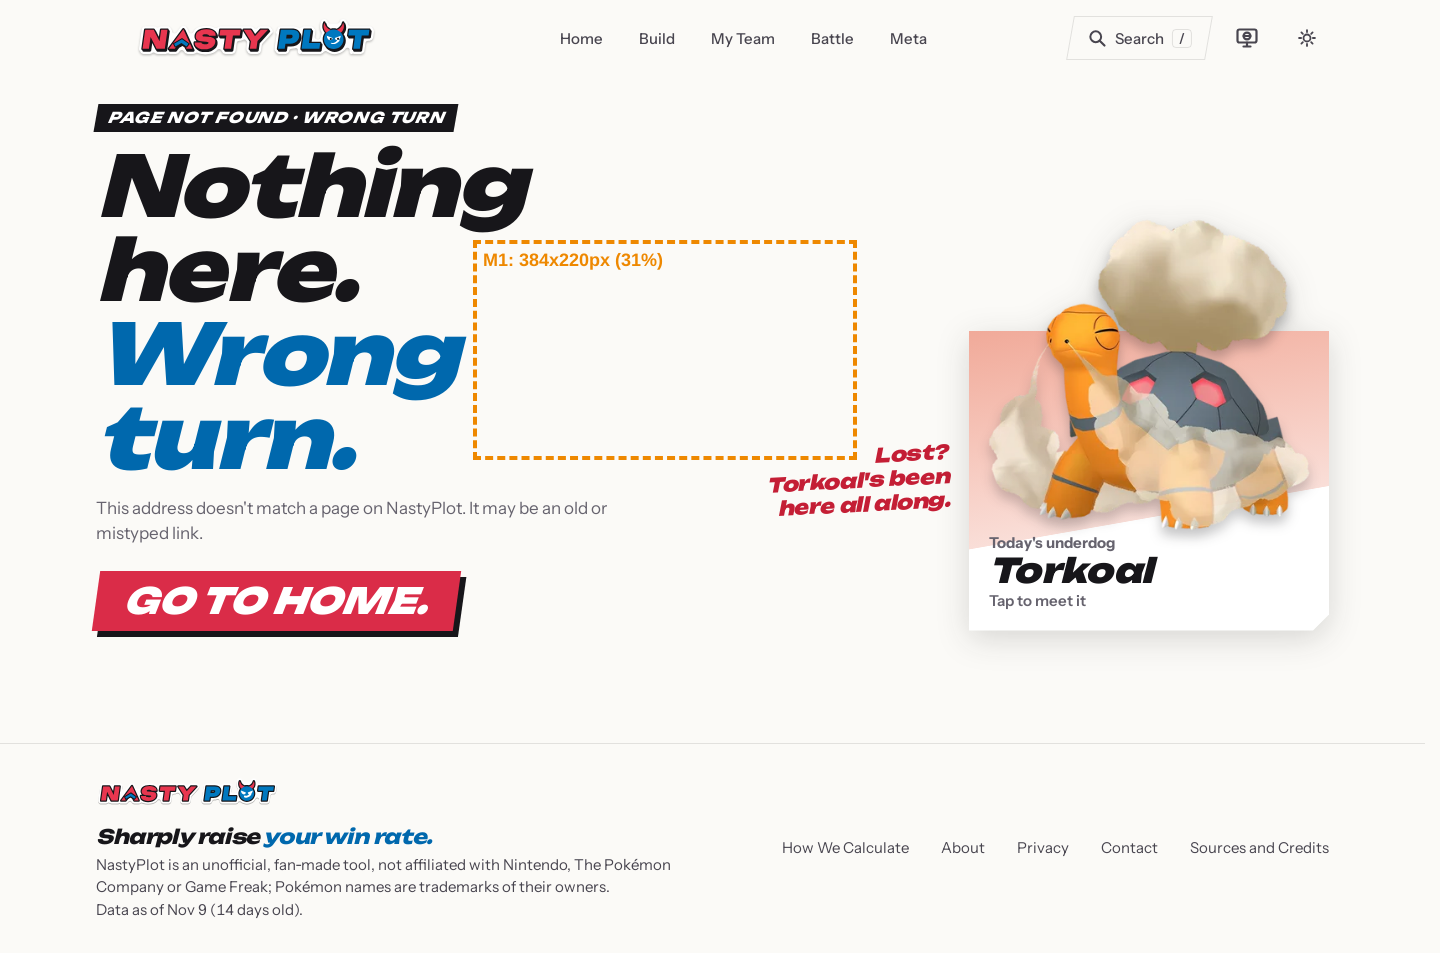 NASTY PLOT
Home
Build
My Team
Battle
Meta
Search /
PAGE NOT FOUND · WRONG TURN
Nothing
here.
Wrong
turn.
M1: 384x220px (31%)
This address doesn't match a page on NastyPlot. It may be an old or
mistyped link.
GO TO HOME.
Lost?
Torkoal's been
here all along.
Today's underdog
Torkoal
Tap to meet it
NASTY PLOT
Sharply raise your win rate.
NastyPlot is an unofficial, fan-made tool, not affiliated with Nintendo, The Pokémon
Company or Game Freak; Pokémon names are trademarks of their owners.
Data as of Nov 9 (14 days old).
How We Calculate
About
Privacy
Contact
Sources and Credits